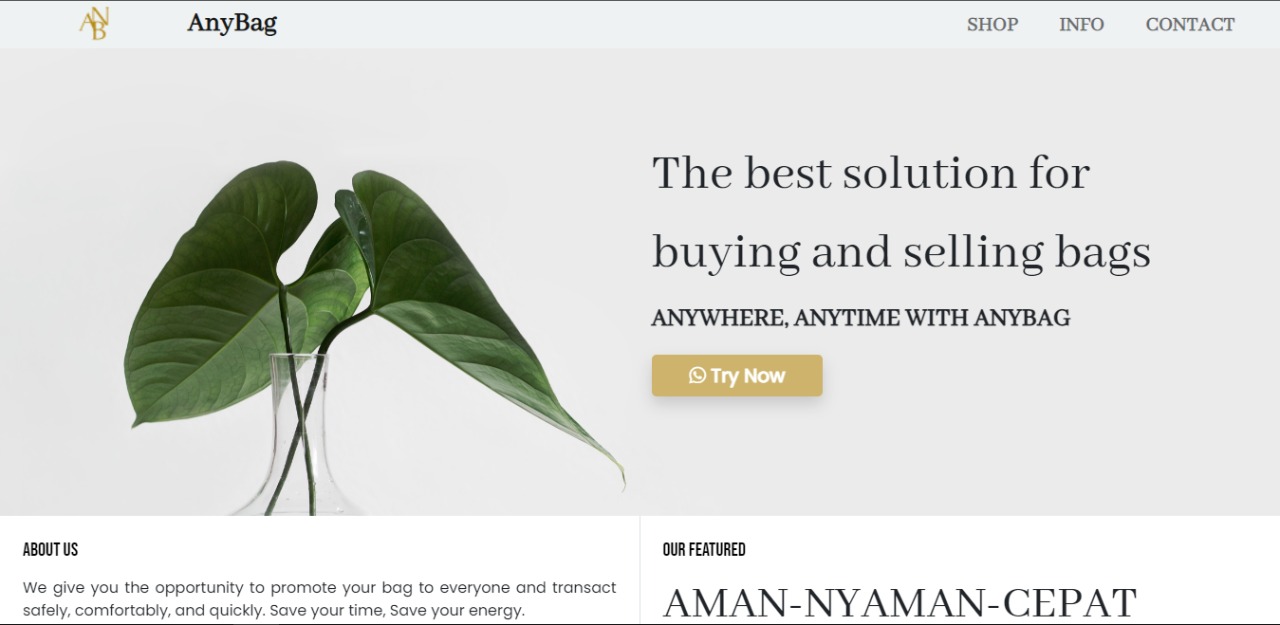 ANB
AnyBag
SHOP
INFO
CONTACT
The best solution for
buying and selling bags
ANYWHERE, ANYTIME WITH ANYBAG
Try Now
ABOUT US
We give you the opportunity to promote your bag to everyone and transact
safely, comfortably, and quickly. Save your time, Save your energy.
OUR FEATURED
AMAN-NYAMAN-CEPAT